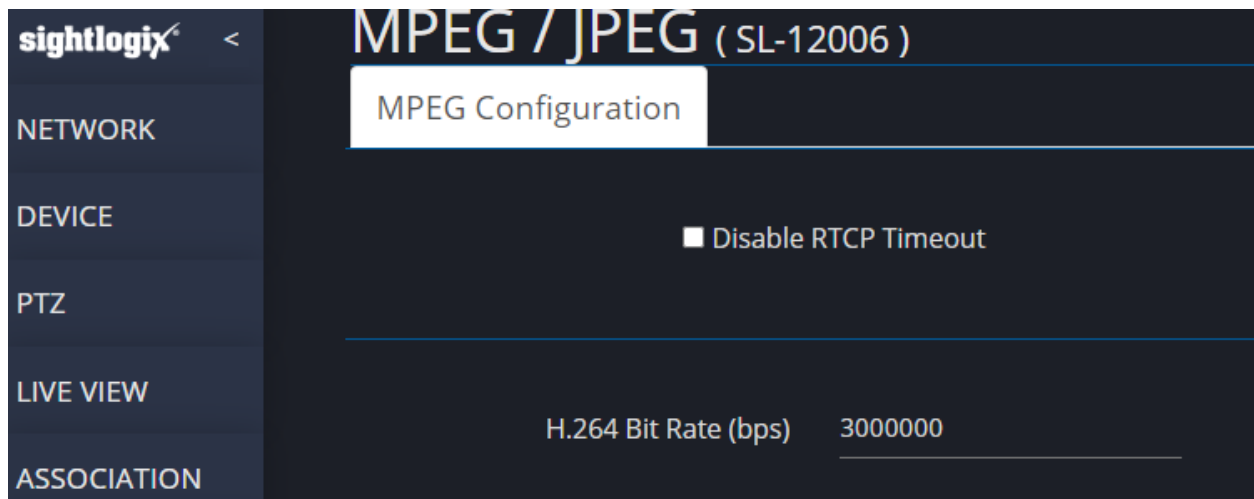 sightlogix <
NETWORK
DEVICE
PTZ
LIVE VIEW
ASSOCIATION
MPEG / JPEG ( SL-12006 )
MPEG Configuration
Disable RTCP Timeout
H.264 Bit Rate (bps) 3000000